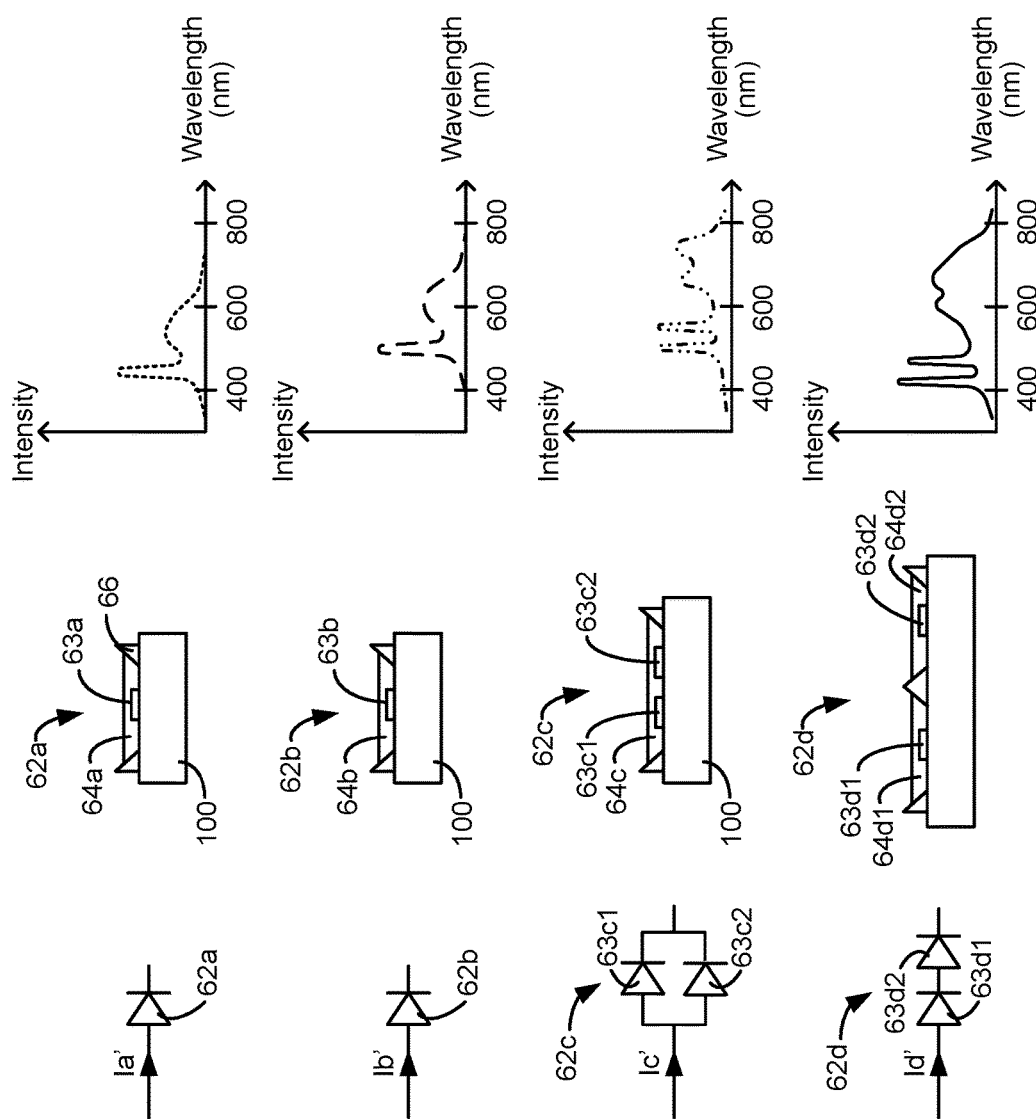 Ia'
62a
62a
63a
66
64a
100
Intensity
400
600
800
Wavelength
(nm)
Ib'
62b
62b
63b
64b
100
Intensity
400
600
800
Wavelength
(nm)
62c
63c1
Ic'
63c2
62c
63c1
63c2
64c
100
Intensity
400
600
800
Wavelength
(nm)
62d
63d2
Id'
63d1
62d
63d1
64d1
63d2
64d2
Intensity
400
600
800
Wavelength
(nm)